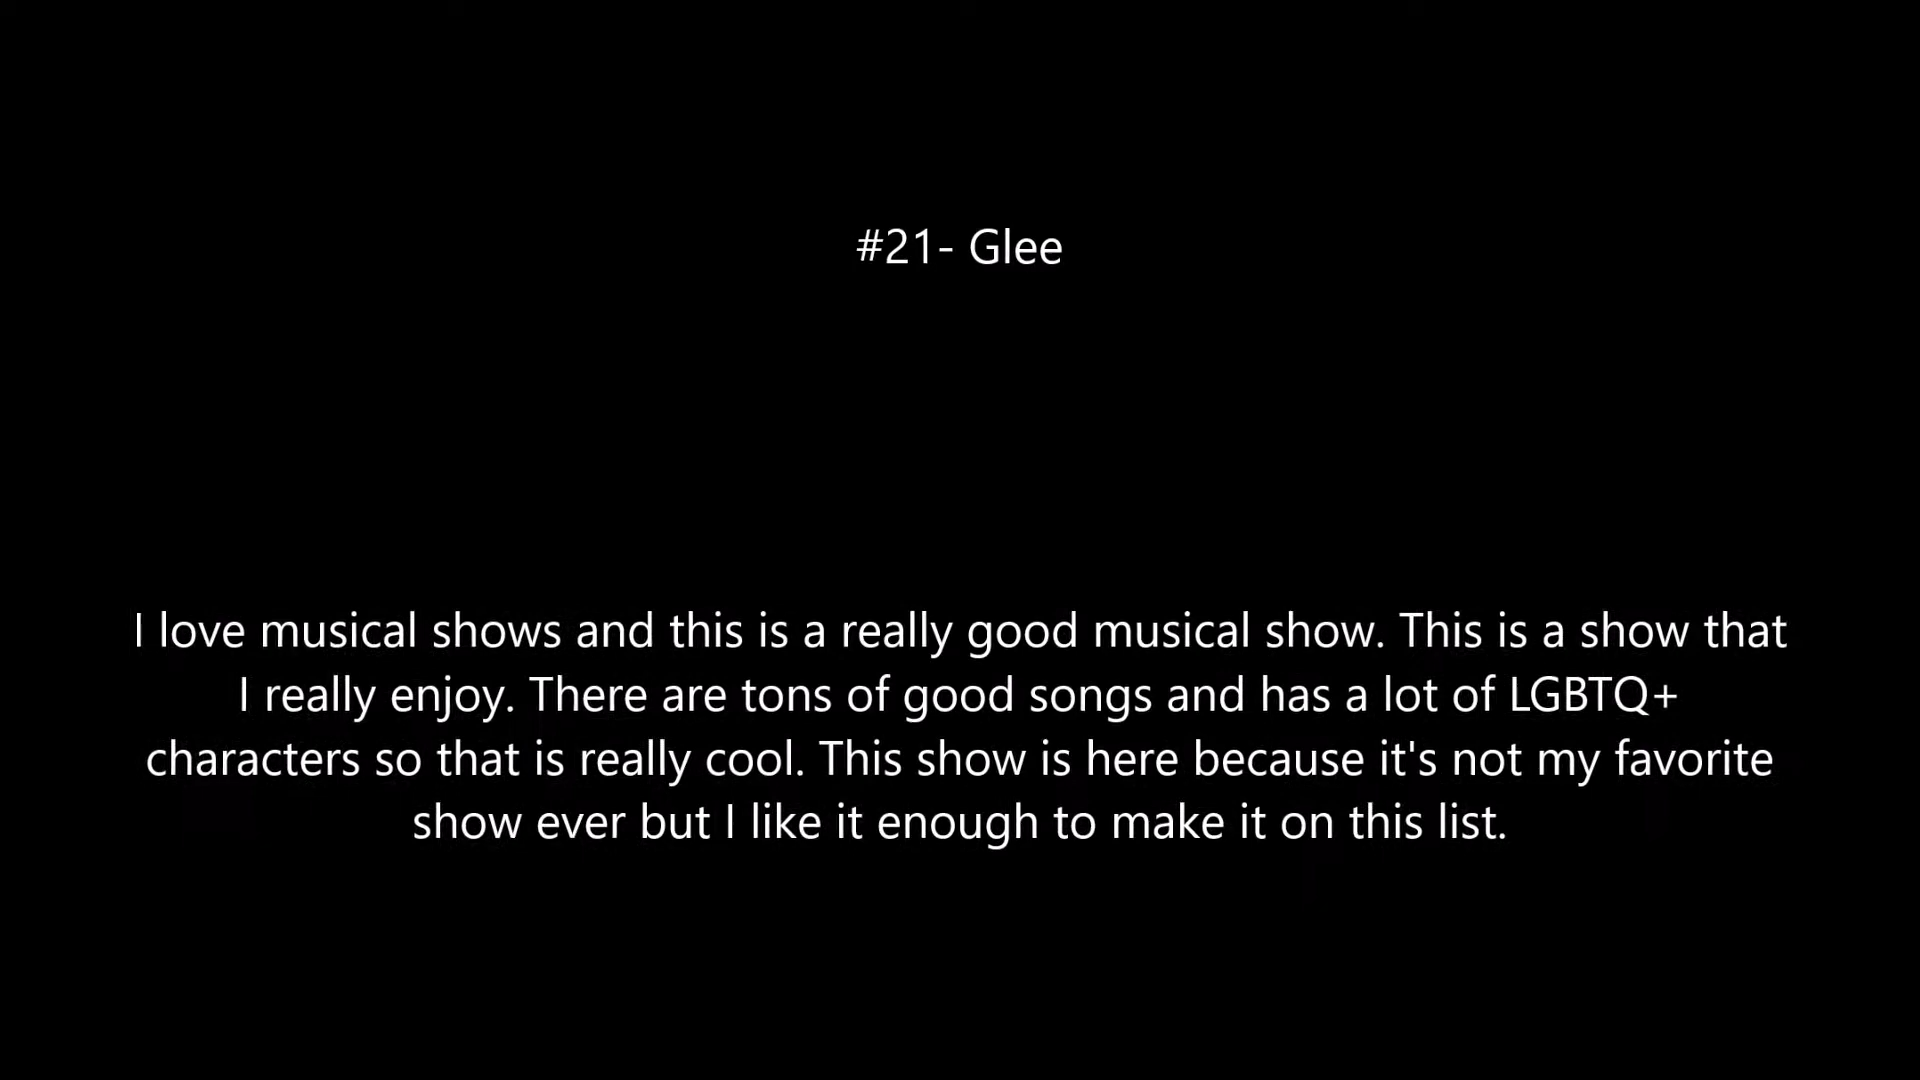 #21- Glee
I love musical shows and this is a really good musical show. This is a show that
I really enjoy. There are tons of good songs and has a lot of LGBTQ+
characters so that is really cool. This show is here because it's not my favorite
show ever but I like it enough to make it on this list.